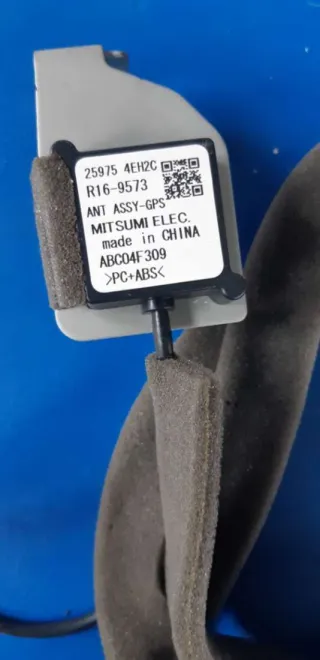 25975 4EH2C
R16-9573
ANT ASSY-GPS
MITSUMI ELEC.
made in CHINA
ABC04F309
>PC+ABS<